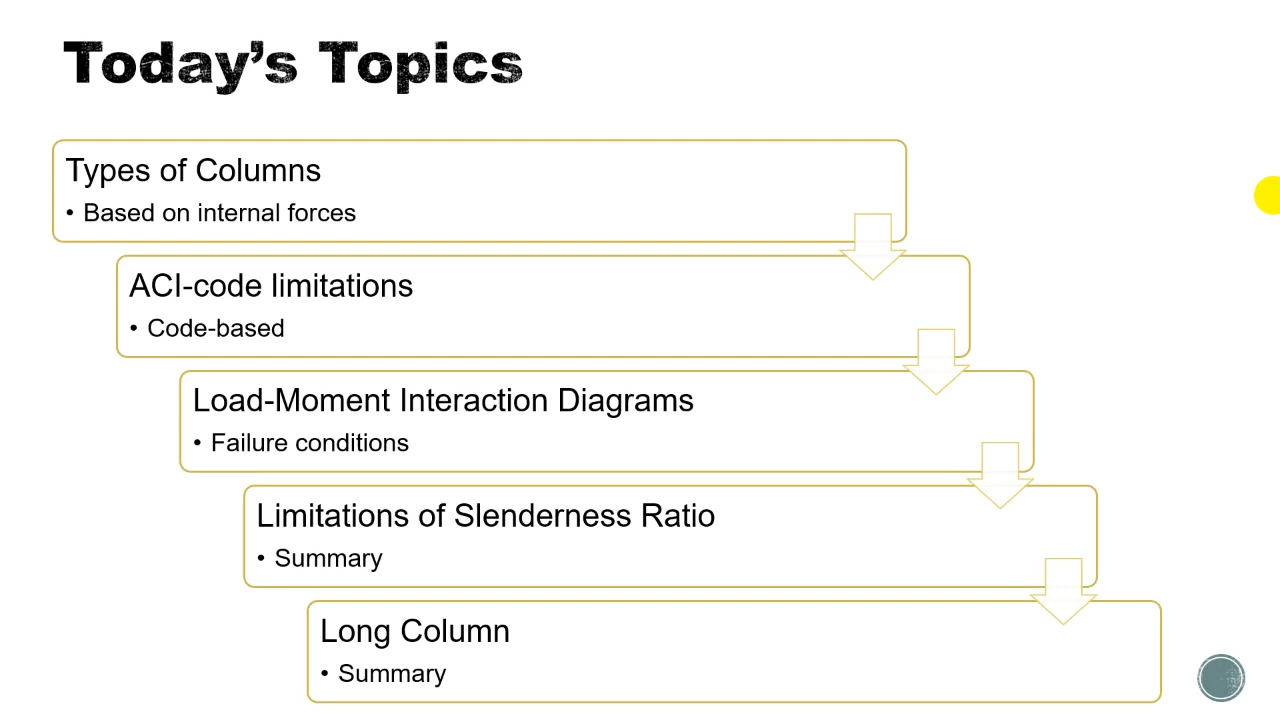 Today’s Topics
Types of Columns
• Based on internal forces
ACI-code limitations
• Code-based
Load-Moment Interaction Diagrams
• Failure conditions
Limitations of Slenderness Ratio
• Summary
Long Column
• Summary